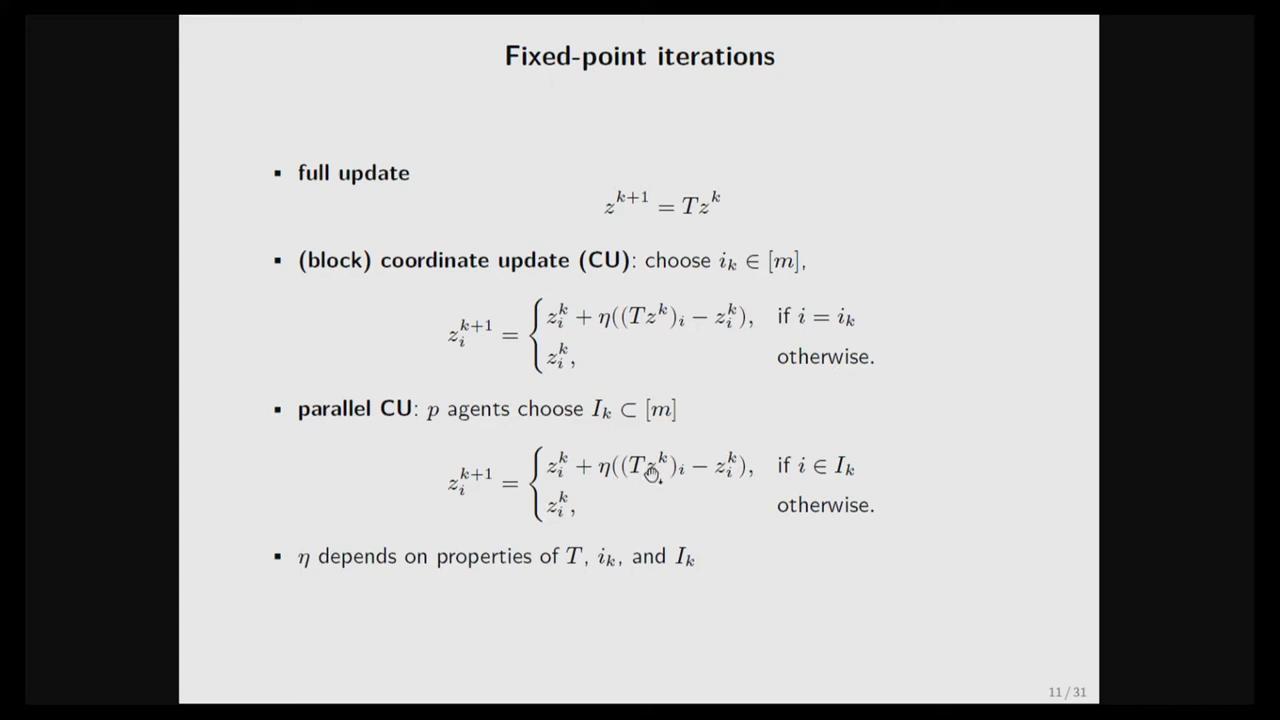 Fixed-point iterations
▪ full update
z^{k+1} = Tz^k
▪ (block) coordinate update (CU): choose i_k ∈ [m],
z_i^{k+1} = { z_i^k + η((Tz^k)_i − z_i^k), if i = i_k
z_i^k, otherwise.
▪ parallel CU: p agents choose I_k ⊂ [m]
z_i^{k+1} = { z_i^k + η((Tz^k)_i − z_i^k), if i ∈ I_k
z_i^k, otherwise.
▪ η depends on properties of T, i_k, and I_k
11 / 31